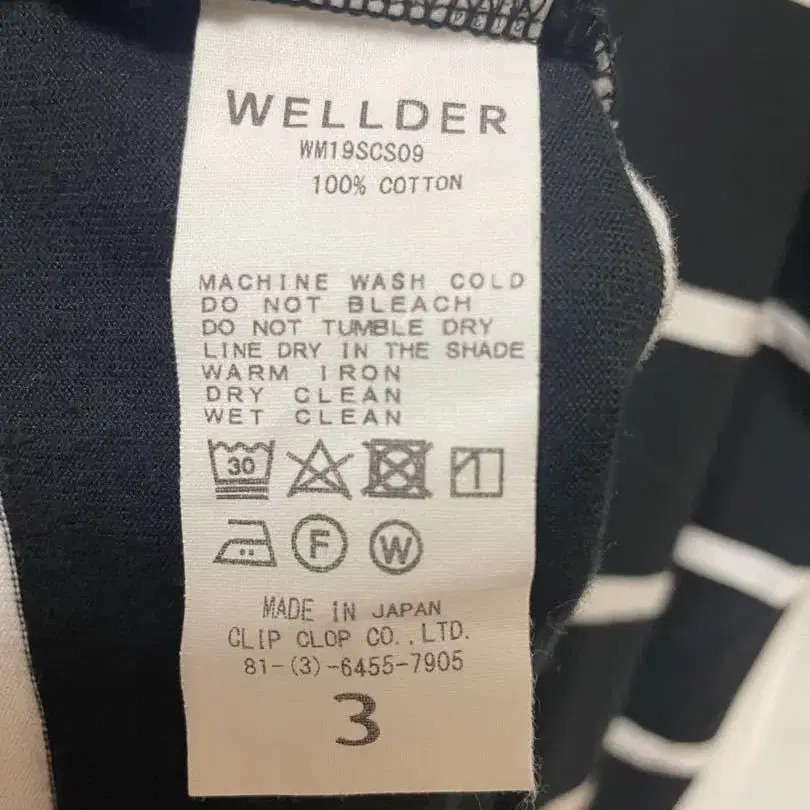 WELLDER
WM19SCS09
100% COTTON
MACHINE WASH COLD
DO NOT BLEACH
DO NOT TUMBLE DRY
LINE DRY IN THE SHADE
WARM IRON
DRY CLEAN
WET CLEAN
30
F W
MADE IN JAPAN
CLIP CLOP CO.,LTD.
81-(3)-6455-7905
3